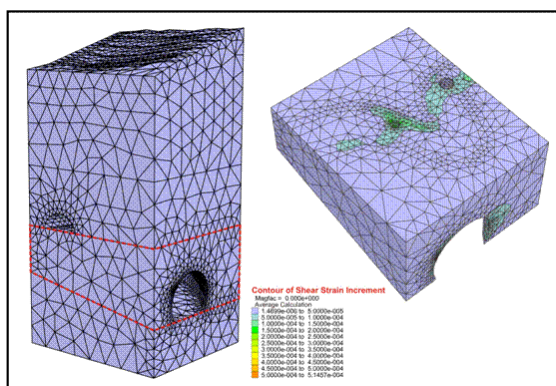 Contour of Shear Strain Increment
Magfac = 0.000e+000
Average Calculation
1.4699e-006 to 5.0000e-005
5.0000e-005 to 1.0000e-004
1.0000e-004 to 1.5000e-004
1.5000e-004 to 2.0000e-004
2.0000e-004 to 2.5000e-004
2.5000e-004 to 3.0000e-004
3.0000e-004 to 3.5000e-004
3.5000e-004 to 4.0000e-004
4.0000e-004 to 4.5000e-004
4.5000e-004 to 5.0000e-004
5.0000e-004 to 5.1457e-004